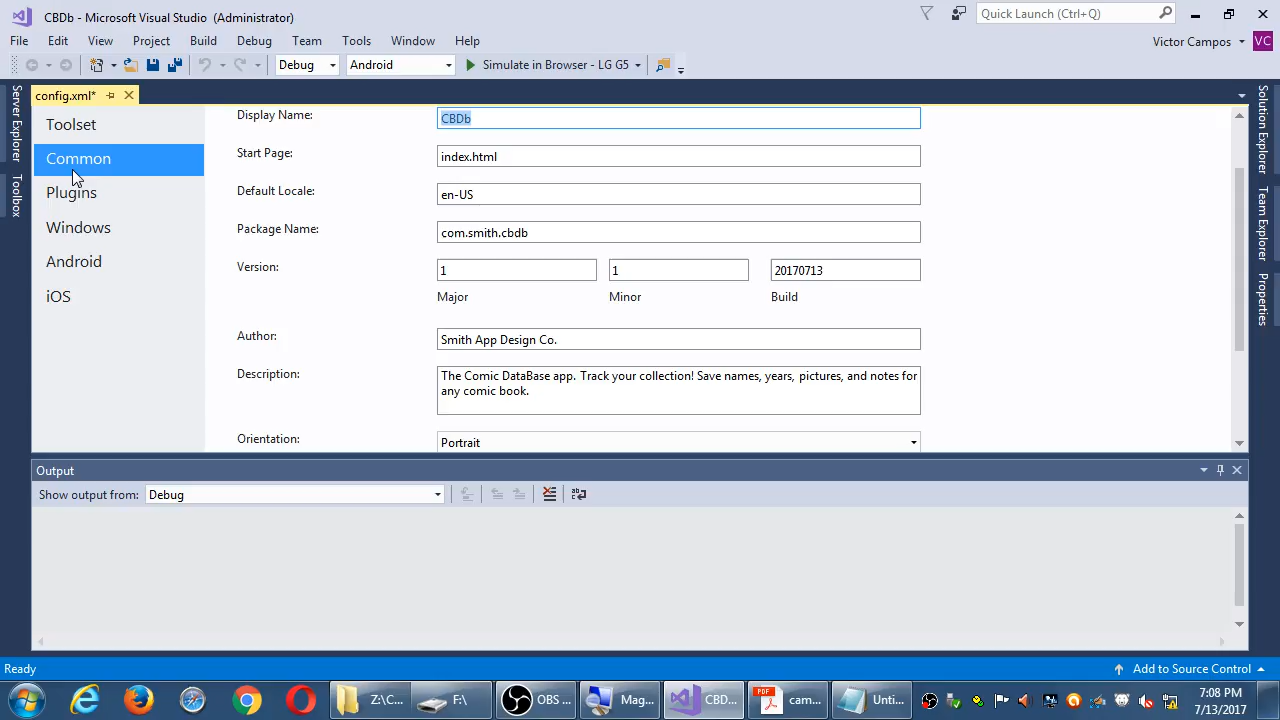 CBDb - Microsoft Visual Studio (Administrator)
Quick Launch (Ctrl+Q)
File Edit View Project Build Debug Team Tools Window Help
Victor Campos VC
Debug Android Simulate in Browser - LG G5
config.xml*
Server Explorer
Toolbox
Solution Explorer
Team Explorer
Properties
Toolset
Common
Plugins
Windows
Android
iOS
Display Name: CBDb
Start Page: index.html
Default Locale: en-US
Package Name: com.smith.cbdb
Version: 1 1 20170713
Major Minor Build
Author: Smith App Design Co.
Description: The Comic DataBase app. Track your collection! Save names, years, pictures, and notes for
any comic book.
Orientation: Portrait
Output
Show output from: Debug
Ready
Add to Source Control
Z:\C... F:\ OBS ... Mag... CBD... PDF cam... Unti...
7:08 PM
7/13/2017